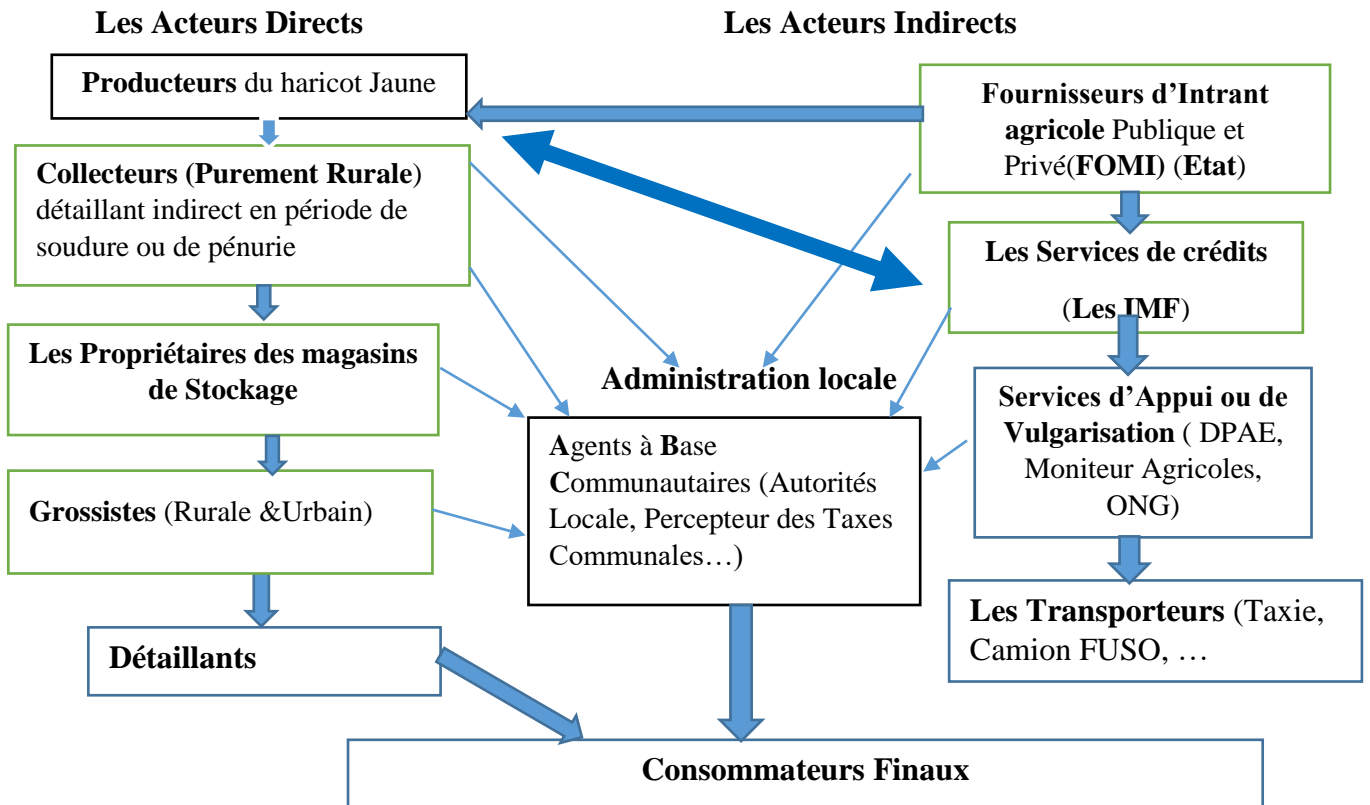 Les Acteurs Directs
Les Acteurs Indirects
Producteurs du haricot Jaune
Collecteurs (Purement Rurale)
détaillant indirect en période de
soudure ou de pénurie
Les Propriétaires des magasins
de Stockage
Grossistes (Rurale &Urbain)
Détaillants
Administration locale
Agents à Base
Communautaires (Autorités
Locale, Percepteur des Taxes
Communales…)
Fournisseurs d’Intrant
agricole Publique et
Privé(FOMI) (Etat)
Les Services de crédits
(Les IMF)
Services d’Appui ou de
Vulgarisation ( DPAE,
Moniteur Agricoles,
ONG)
Les Transporteurs (Taxie,
Camion FUSO, …
Consommateurs Finaux